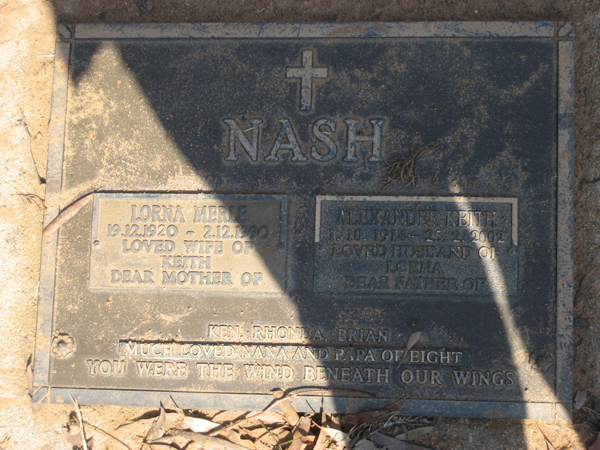 NASH
LORNA MERLE
19.12.1920 - 2.12.1990
LOVED WIFE OF
KEITH
DEAR MOTHER OF
ALEXANDER KEITH
LOVED HUSBAND OF
LORNA
DEAR FATHER OF
KEN, RHONDA, BRIAN
MUCH LOVED NANA AND PAPA OF EIGHT
YOU WERE THE WIND BENEATH OUR WINGS